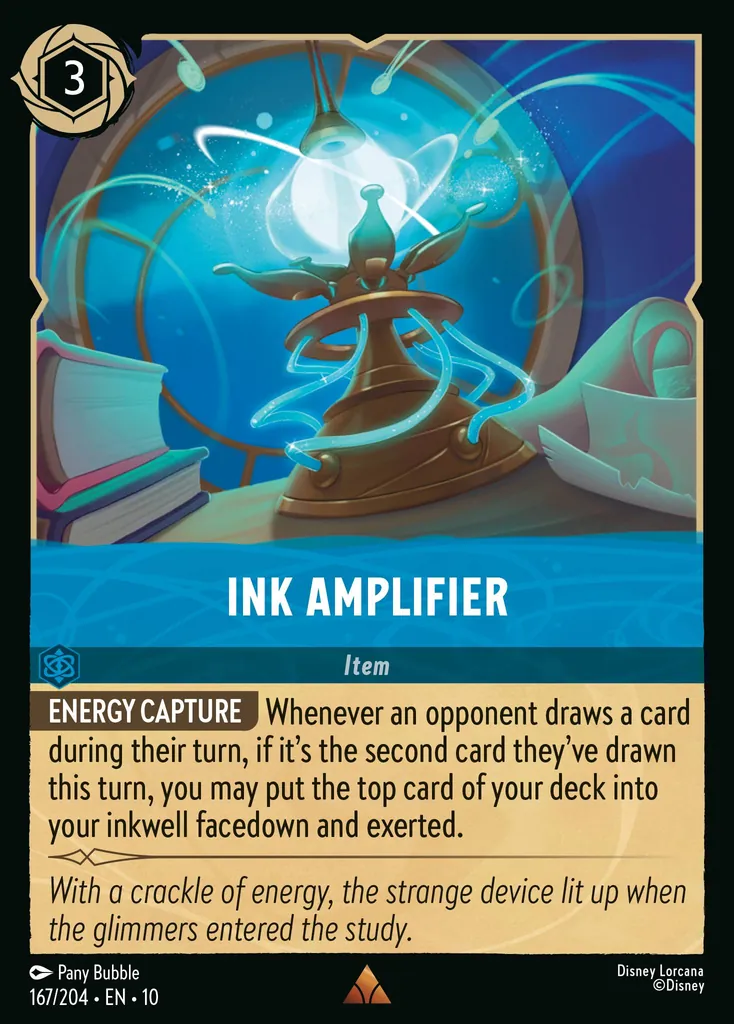 3
INK AMPLIFIER
Item
ENERGY CAPTURE Whenever an opponent draws a card
during their turn, if it's the second card they've drawn
this turn, you may put the top card of your deck into
your inkwell facedown and exerted.
With a crackle of energy, the strange device lit up when
the glimmers entered the study.
Pany Bubble
167/204 • EN • 10
Disney Lorcana
©Disney